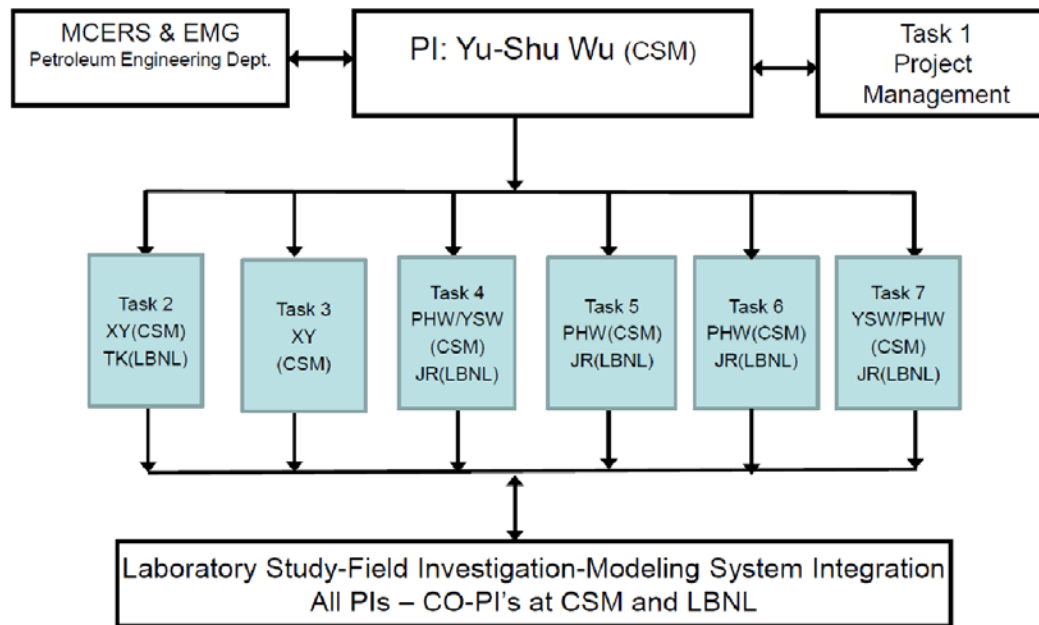 MCERS & EMG
Petroleum Engineering Dept.
PI: Yu-Shu Wu (CSM)
Task 1
Project
Management
Task 2
XY(CSM)
TK(LBNL)
Task 3
XY
(CSM)
Task 4
PHW/YSW
(CSM)
JR(LBNL)
Task 5
PHW(CSM)
JR(LBNL)
Task 6
PHW(CSM)
JR(LBNL)
Task 7
YSW/PHW
(CSM)
JR(LBNL)
Laboratory Study-Field Investigation-Modeling System Integration
All PIs – CO-PI’s at CSM and LBNL